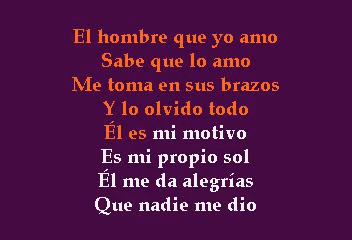 El hombre que yo amo
Sabe que lo amo
Me toma en sus brazos
Y lo olvido todo
Él es mi motivo
Es mi propio sol
Él me da alegrías
Que nadie me dio